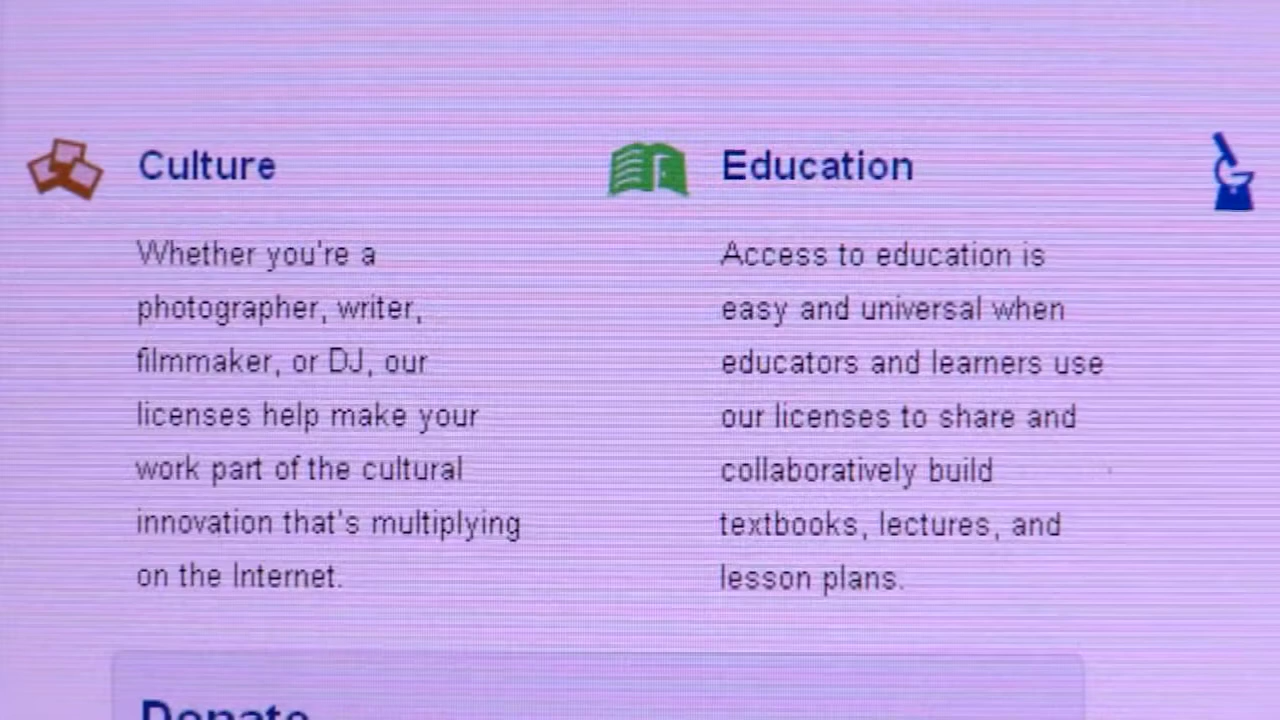 Culture
Whether you're a
photographer, writer,
filmmaker, or DJ, our
licenses help make your
work part of the cultural
innovation that's multiplying
on the Internet.
Education
Access to education is
easy and universal when
educators and learners use
our licenses to share and
collaboratively build
textbooks, lectures, and
lesson plans.
Donate